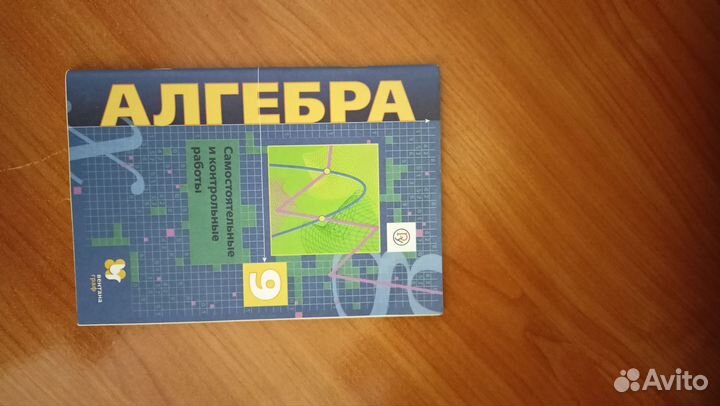 АЛГЕБРА
Самостоятельные
и контрольные
работы
9
вентана
граф
Avito